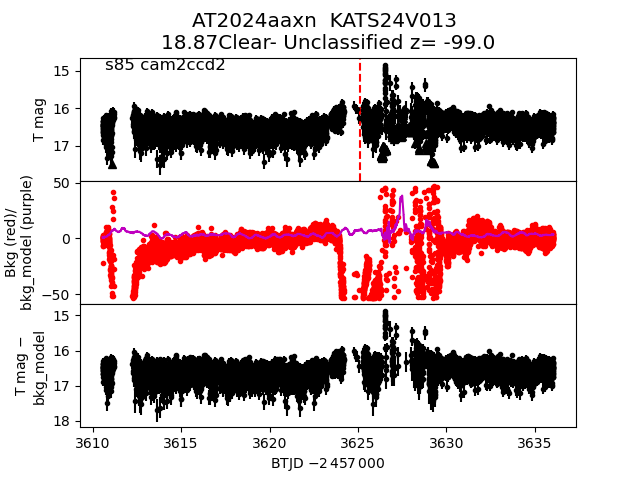 AT2024aaxn  KATS24V013
18.87Clear- Unclassified z= -99.0
s85 cam2ccd2
T mag
15
16
17
Bkg (red)/
bkg_model (purple)
50
0
−50
T mag −
bkg_model
15
16
17
18
3610 3615 3620 3625 3630 3635
BTJD −2 457 000